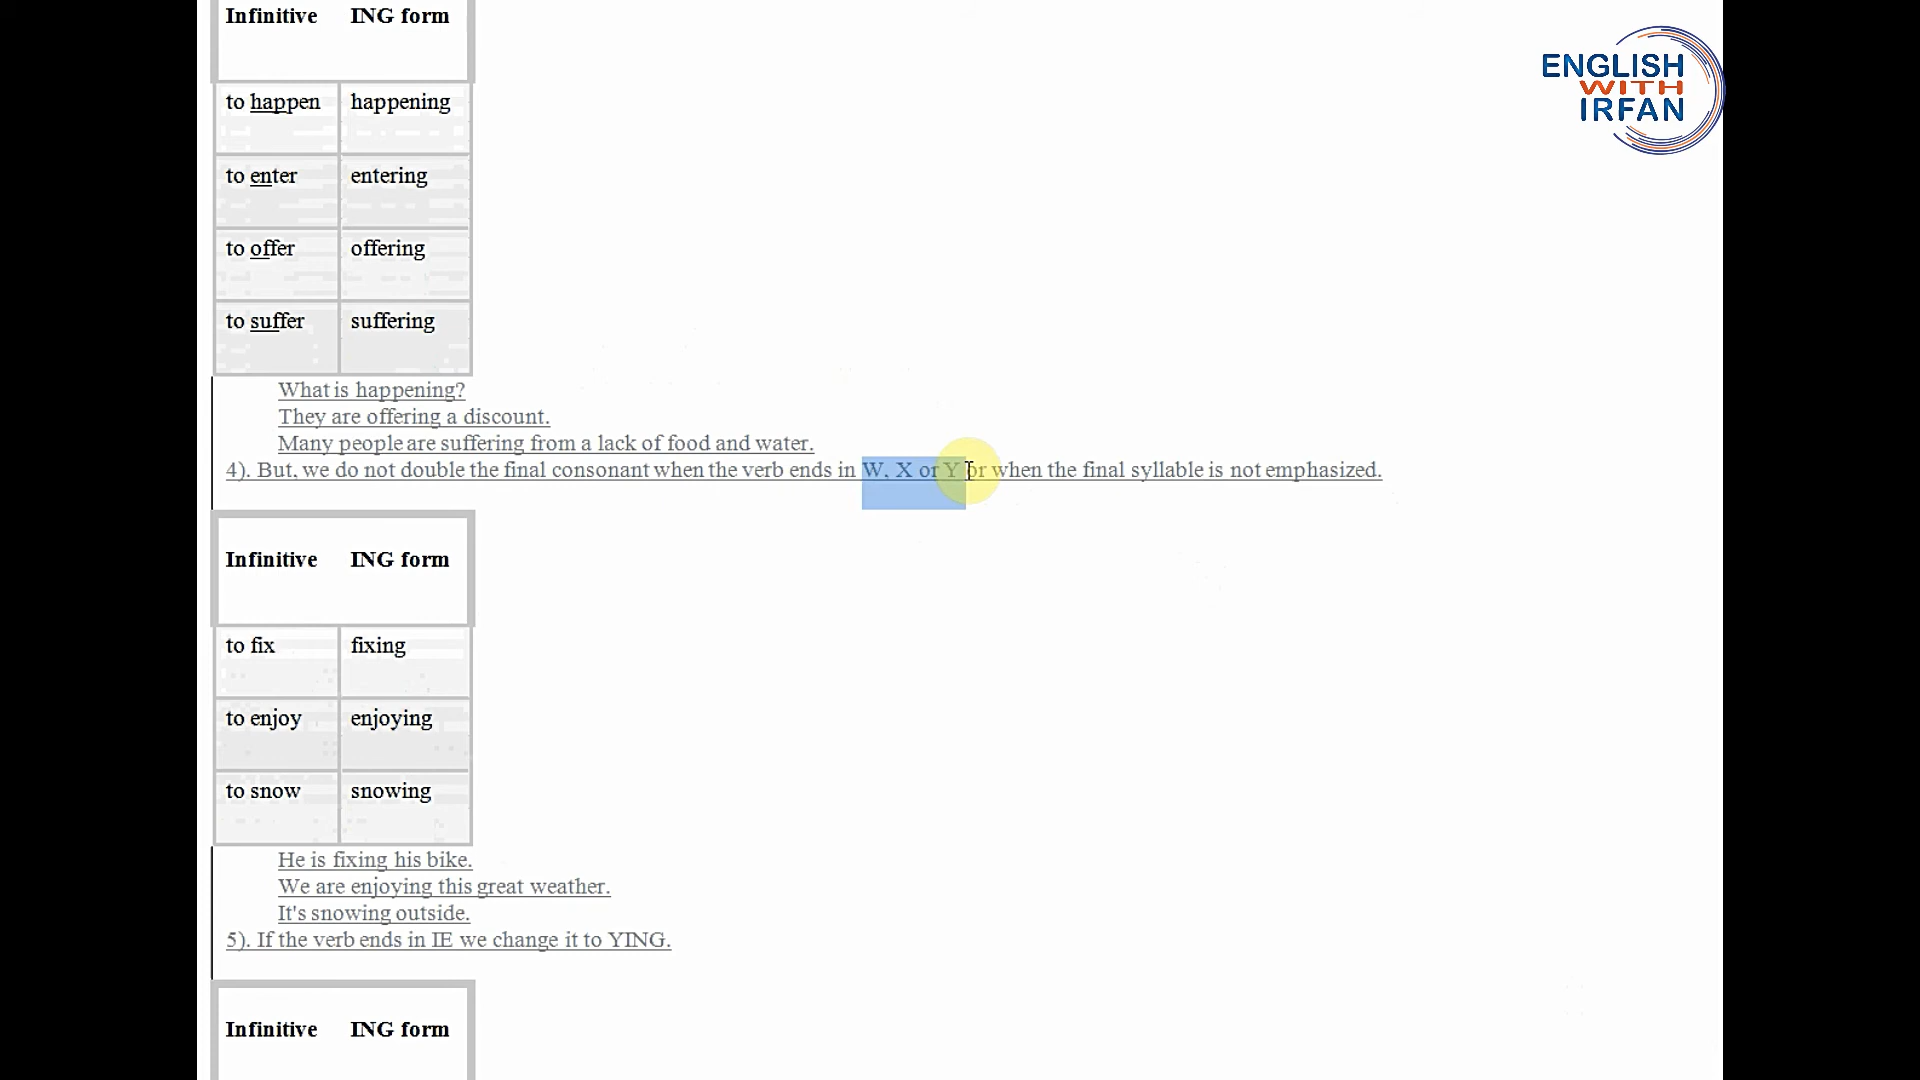 Infinitive ING form
ENGLISH
WITH
IRFAN
to happen happening
to enter entering
to offer offering
to suffer suffering
What is happening?
They are offering a discount.
Many people are suffering from a lack of food and water.
4). But, we do not double the final consonant when the verb ends in W, X or Y or when the final syllable is not emphasized.
Infinitive ING form
to fix fixing
to enjoy enjoying
to snow snowing
He is fixing his bike.
We are enjoying this great weather.
It's snowing outside.
5). If the verb ends in IE we change it to YING.
Infinitive ING form